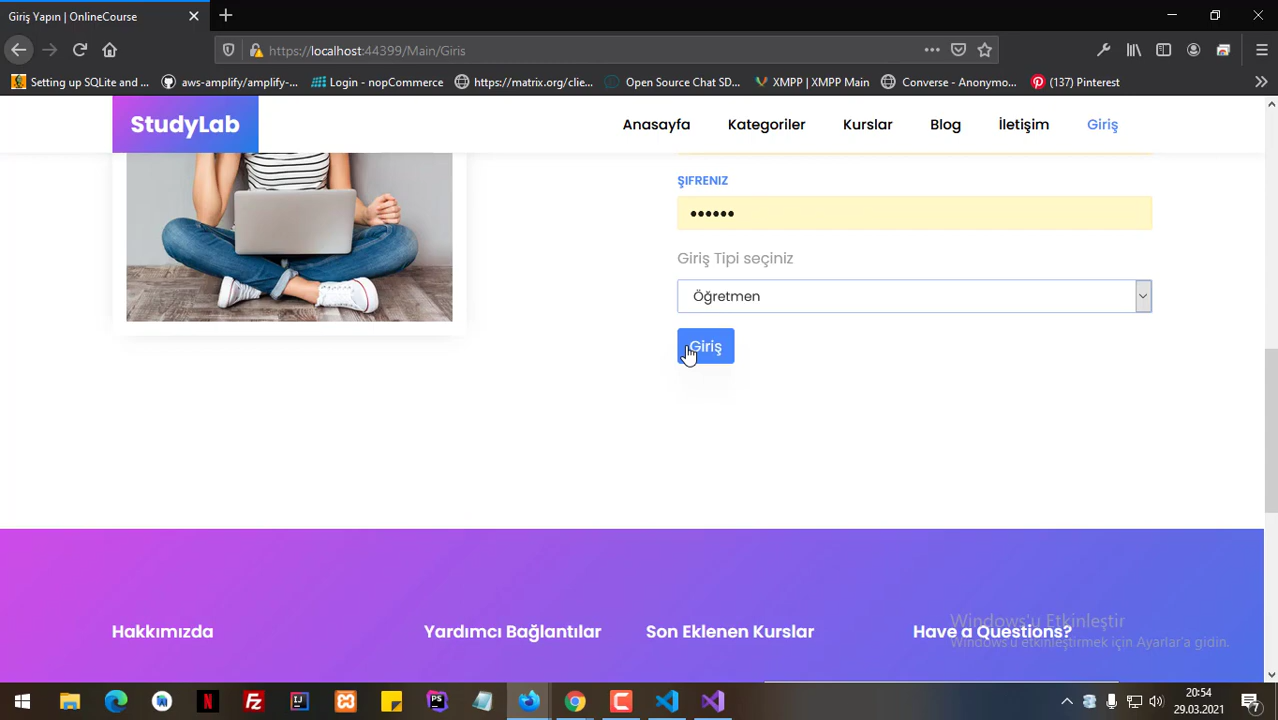 Giriş Yapın | OnlineCourse
https://localhost:44399/Main/Giris
Setting up SQLite and ...
aws-amplify/amplify-...
Login - nopCommerce
https://matrix.org/clie...
Open Source Chat SD...
XMPP | XMPP Main
Converse - Anonymo...
(137) Pinterest
StudyLab
Anasayfa
Kategoriler
Kurslar
Blog
İletişim
Giriş
ŞIFRENIZ
••••••
Giriş Tipi seçiniz
Öğretmen
Giriş
Hakkımızda
Yardımcı Bağlantılar
Son Eklenen Kurslar
Have a Questions?
Windows'u Etkinleştir
Windows'u etkinleştirmek için Ayarlar'a gidin.
20:54
29.03.2021
7